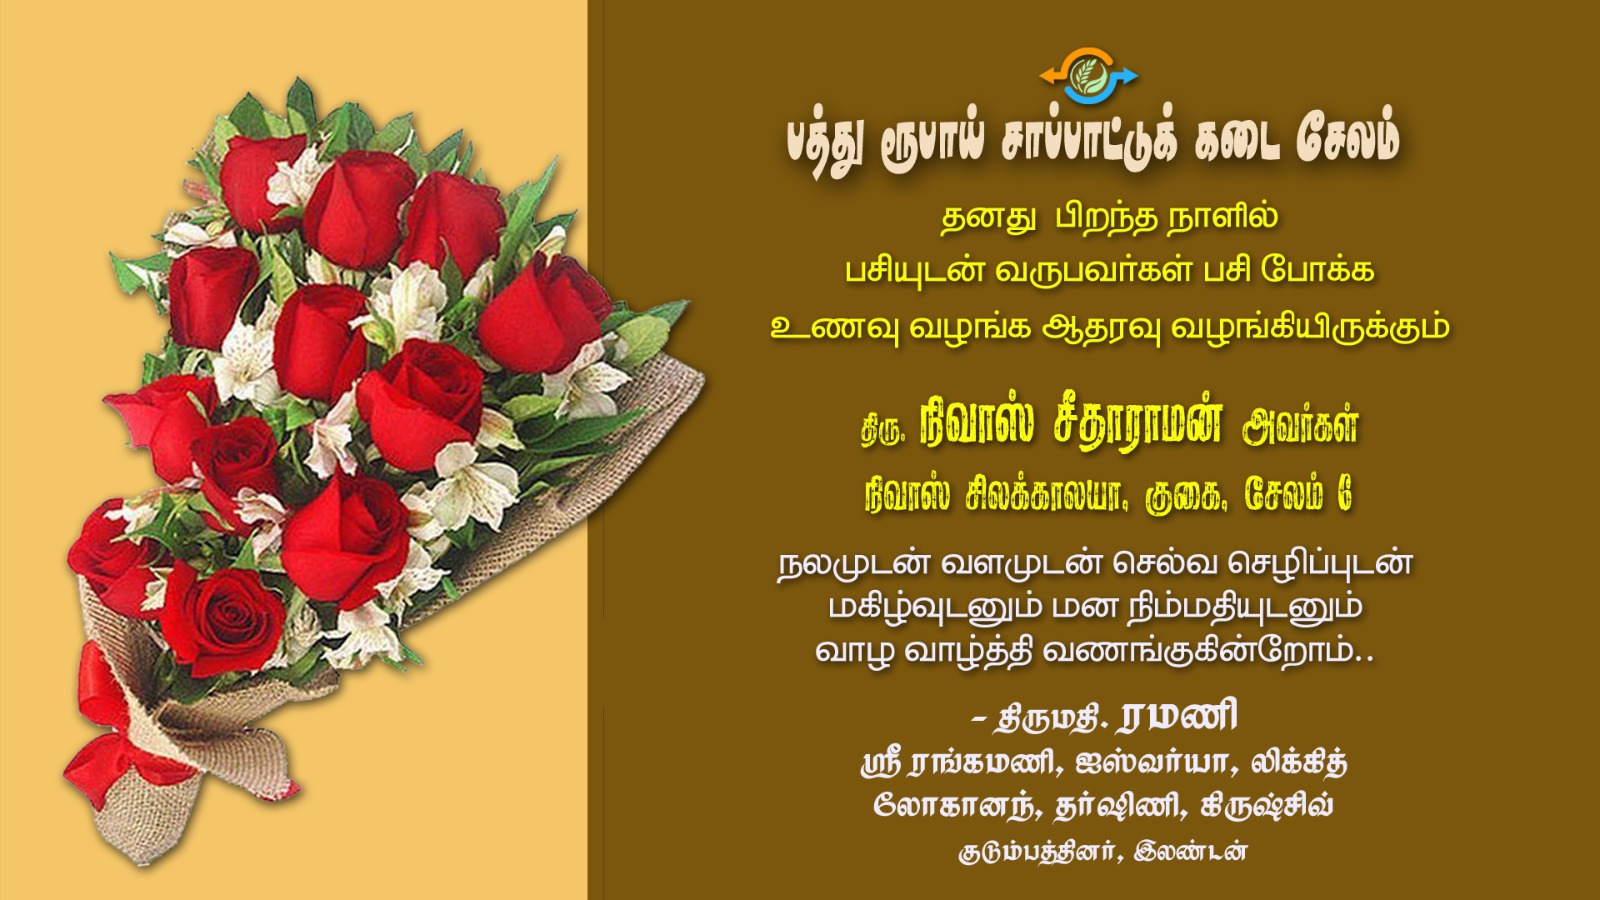 பத்து ரூபாய் சாப்பாட்டுக் கடை சேலம்
தனது பிறந்த நாளில்
பசியுடன் வருபவர்கள் பசி போக்க
உணவு வழங்க ஆதரவு வழங்கியிருக்கும்
திரு. நிவாஸ் சீதாராமன் அவர்கள்
நிவாஸ் சிலக்காலயா, குகை, சேலம் 6
நலமுடன் வளமுடன் செல்வ செழிப்புடன்
மகிழ்வுடனும் மன நிம்மதியுடனும்
வாழ வாழ்த்தி வணங்குகின்றோம்..
- திருமதி. ரமணி
ஸ்ரீ ரங்கமணி, ஐஸ்வர்யா, லிக்கித்
லோகானந், தர்ஷிணி, கிருஷ்சிவ்
குடும்பத்தினர், இலண்டன்